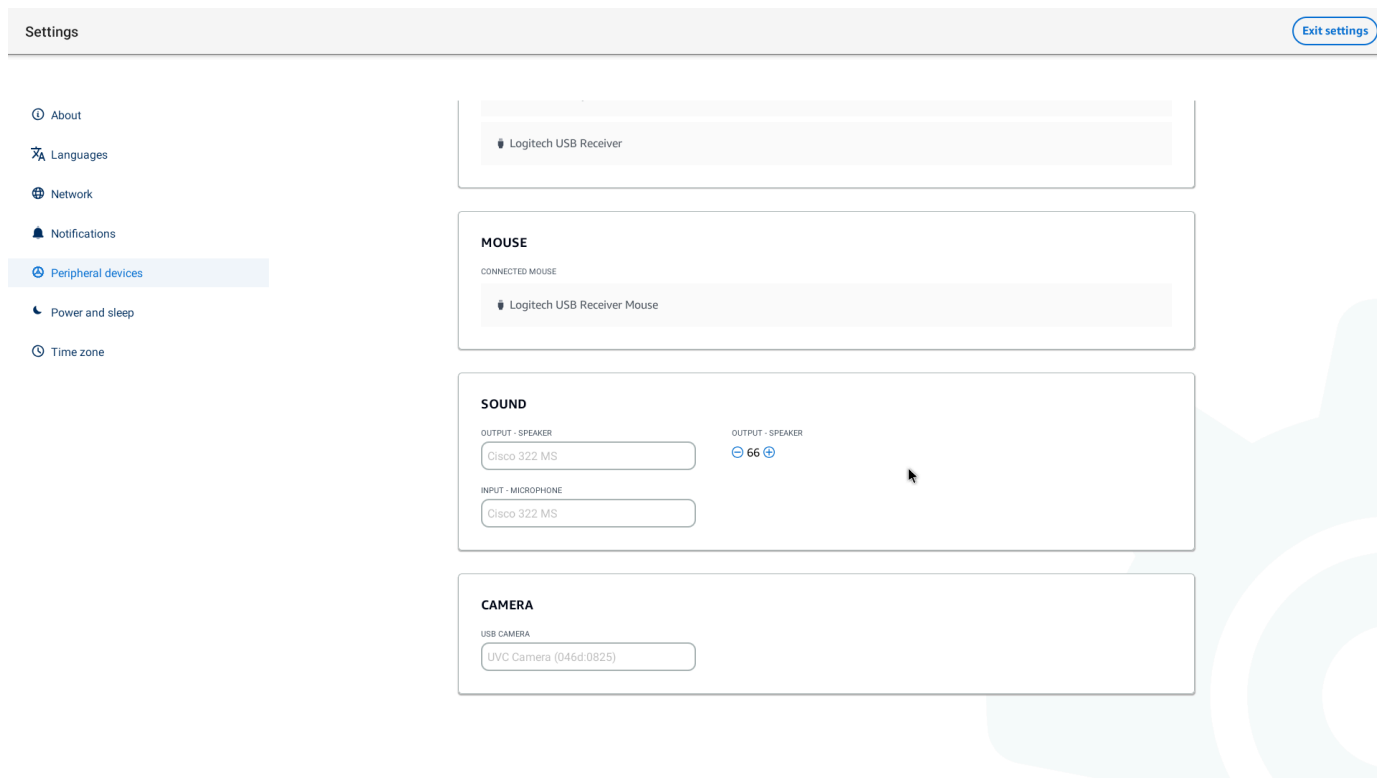 Settings
Exit settings
About
Languages
Network
Notifications
Peripheral devices
Power and sleep
Time zone
Logitech USB Receiver
MOUSE
CONNECTED MOUSE
Logitech USB Receiver Mouse
SOUND
OUTPUT - SPEAKER
Cisco 322 MS
OUTPUT - SPEAKER
66
INPUT - MICROPHONE
Cisco 322 MS
CAMERA
USB CAMERA
UVC Camera (046d:0825)